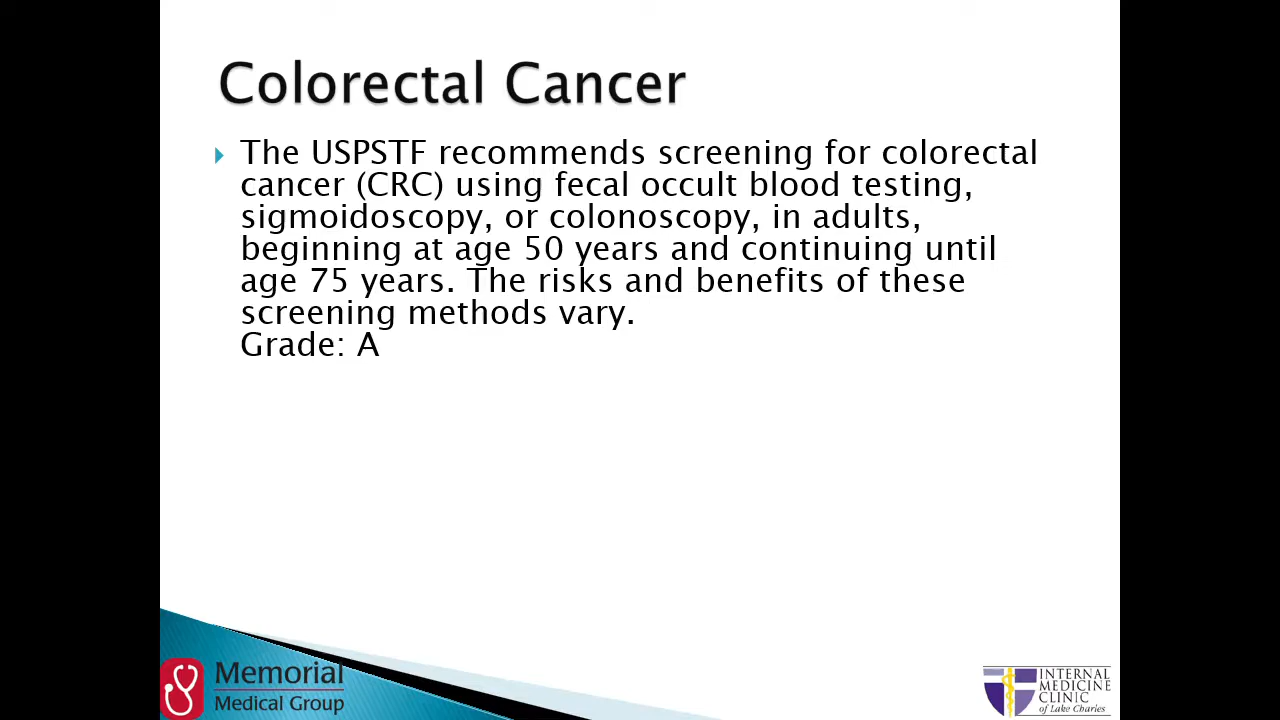 Colorectal Cancer
The USPSTF recommends screening for colorectal
cancer (CRC) using fecal occult blood testing,
sigmoidoscopy, or colonoscopy, in adults,
beginning at age 50 years and continuing until
age 75 years. The risks and benefits of these
screening methods vary.
Grade: A
Memorial
Medical Group
INTERNAL
MEDICINE
CLINIC
of Lake Charles